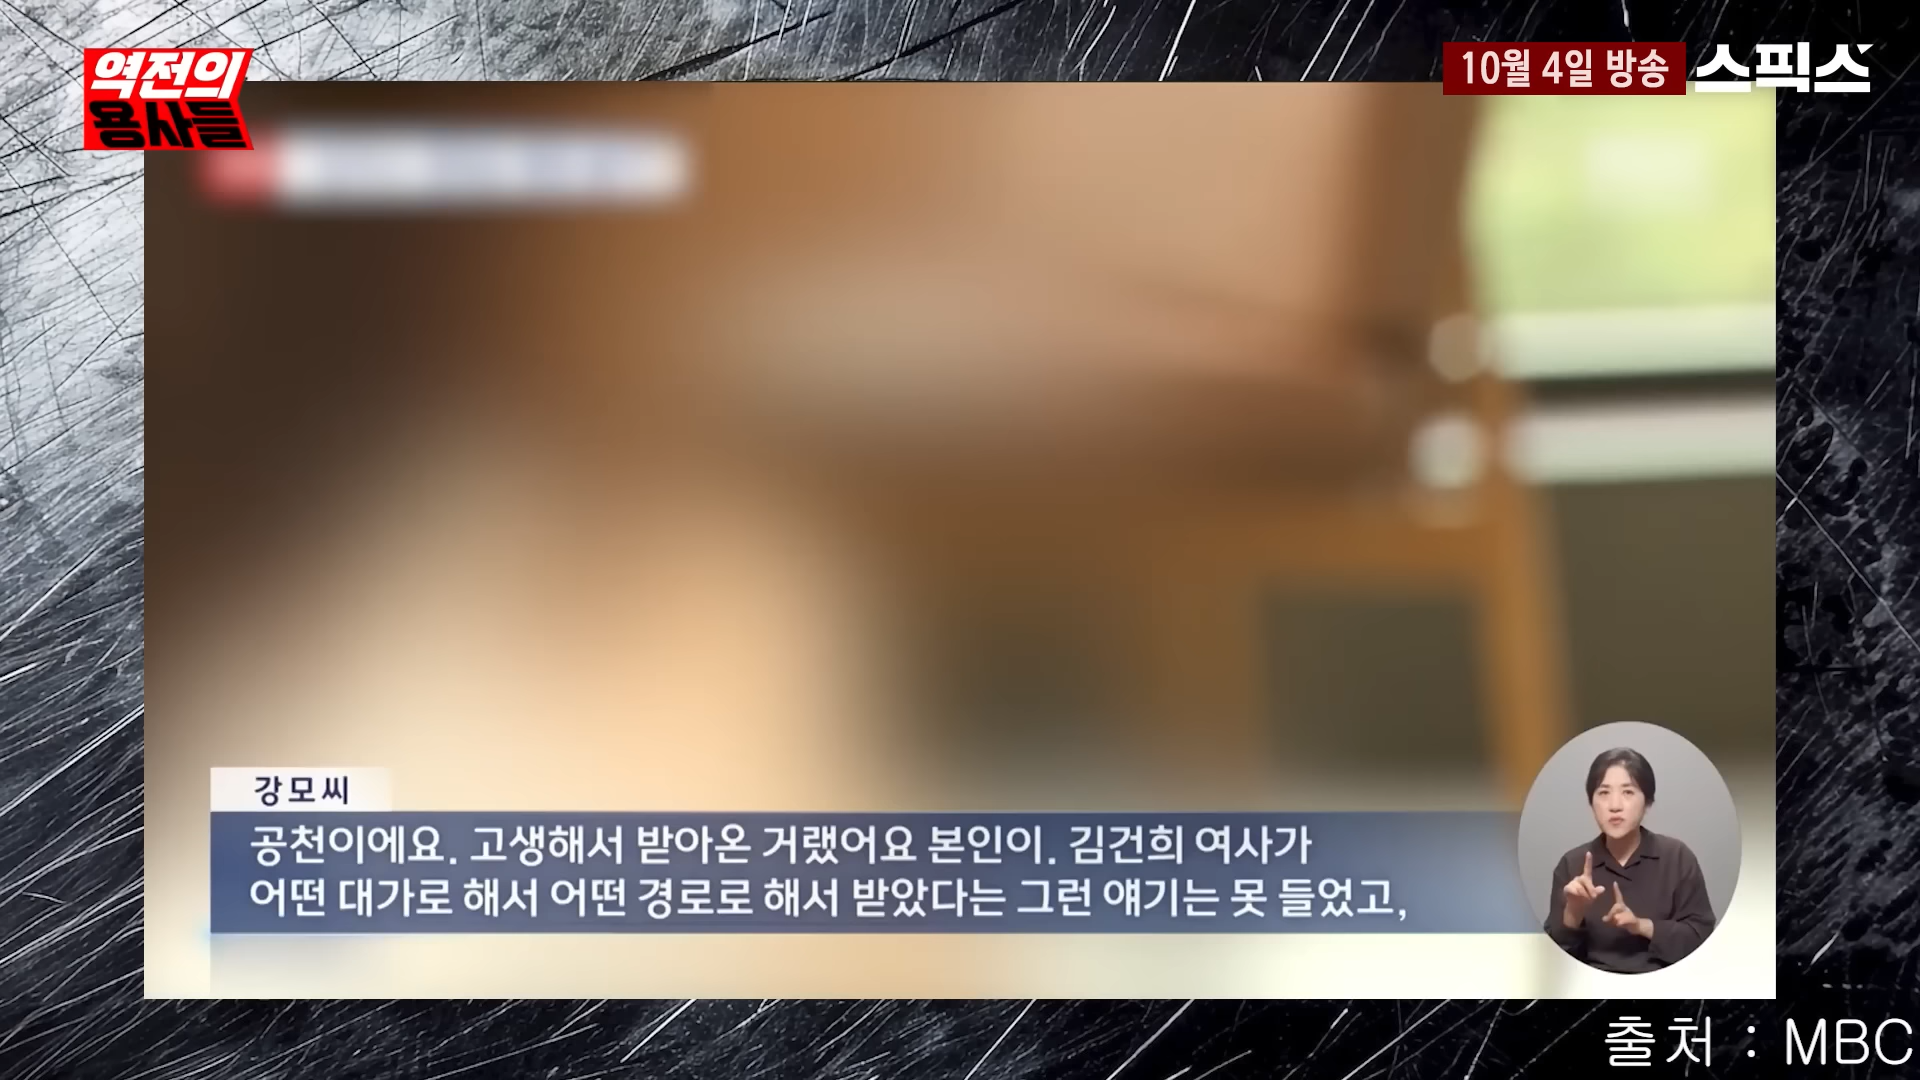 역전의
용사들
10월 4일 방송 스픽스
강모씨
공천이에요. 고생해서 받아온 거랬어요 본인이. 김건희 여사가
어떤 대가로 해서 어떤 경로로 해서 받았다는 그런 얘기는 못 들었고,
출처 : MBC